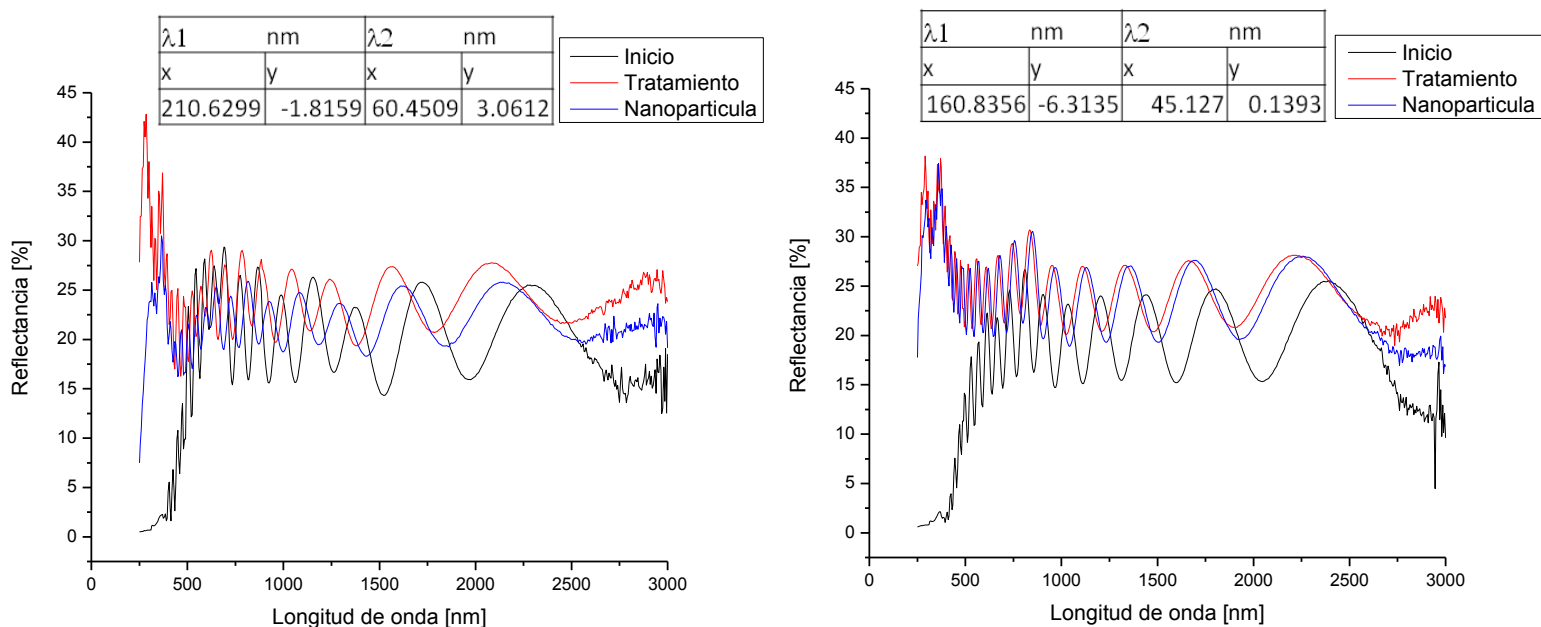 λ1 nm λ2 nm
x y x y
210.6299 -1.8159 60.4509 3.0612
Inicio
Tratamiento
Nanoparticula
45
40
35
30
25
20
15
10
5
0
Reflectancia [%]
0 500 1000 1500 2000 2500 3000
Longitud de onda [nm]
λ1 nm λ2 nm
x y x y
160.8356 -6.3135 45.127 0.1393
Inicio
Tratamiento
Nanoparticula
45
40
35
30
25
20
15
10
5
0
Reflectancia [%]
0 500 1000 1500 2000 2500 3000
Longitud de onda [nm]